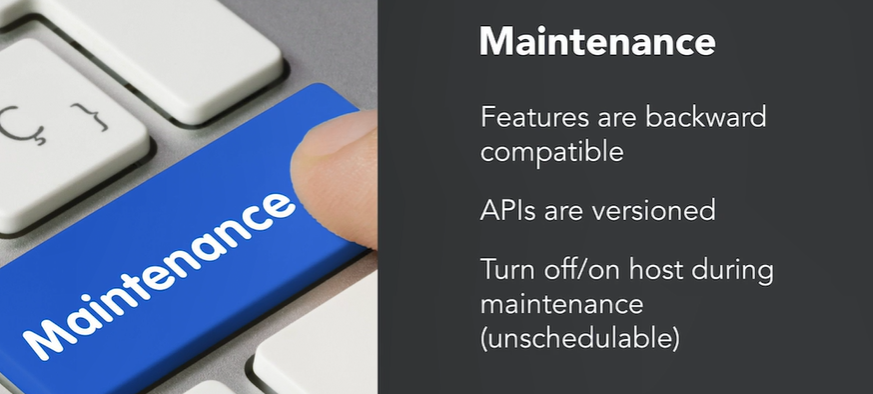 Ç }
Maintenance
Maintenance
Features are backward
compatible
APIs are versioned
Turn off/on host during
maintenance
(unschedulable)